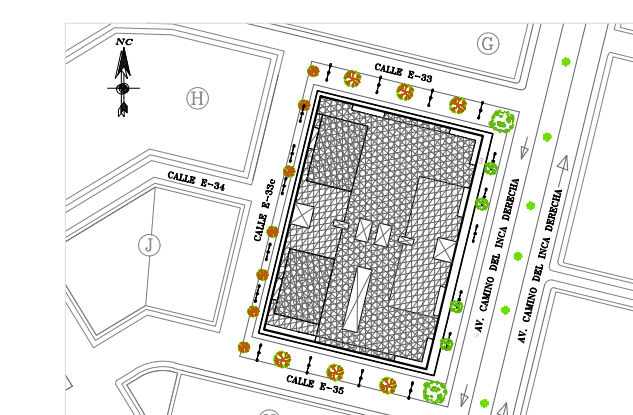 G
NC
CALLE E-33
H
CALLE E-34
CALLE E-33c
AV. CAMINO DEL INCA DERECHA
AV. CAMINO DEL INCA DERECHA
J
CALLE E-35